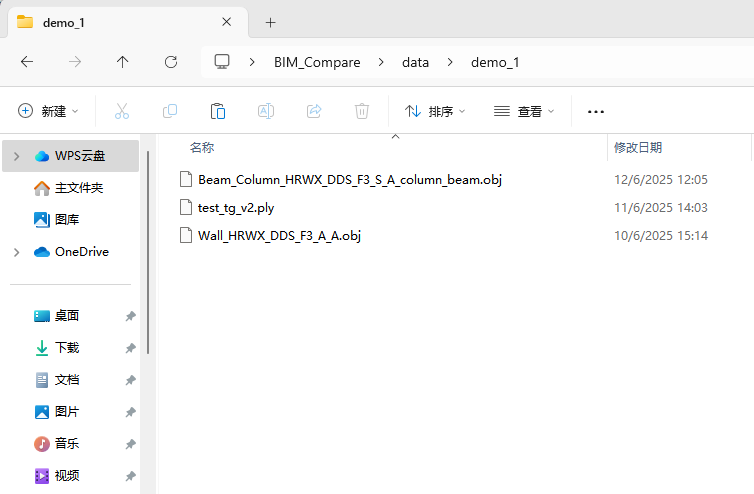 demo_1
BIM_Compare
data
demo_1
新建
排序
查看
WPS云盘
主文件夹
图库
OneDrive
桌面
下载
文档
图片
音乐
视频
名称
修改日期
Beam_Column_HRWX_DDS_F3_S_A_column_beam.obj
12/6/2025 12:05
test_tg_v2.ply
11/6/2025 14:03
Wall_HRWX_DDS_F3_A_A.obj
10/6/2025 15:14